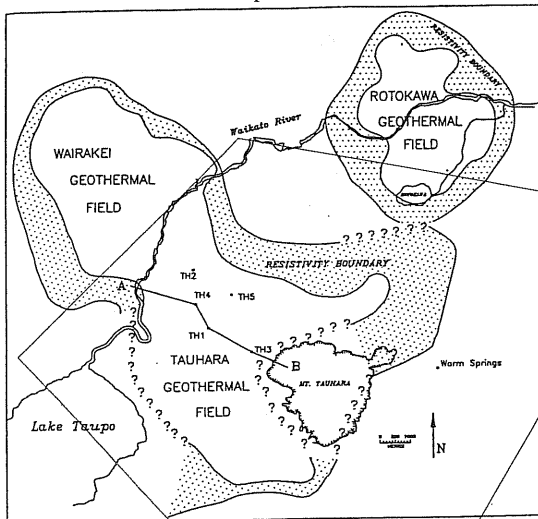 RESISTIVITY BOUNDARY
ROTOKAWA
GEOTHERMAL
FIELD
Waikato River
WAIRAKEI
GEOTHERMAL
FIELD
? ? ? ? ? ? ?
RESISTIVITY BOUNDARY
TH2
A
TH4
TH5
TH1
TH3
B
TAUHARA
GEOTHERMAL
FIELD
MT. TAUHARA
Warm Springs
Lake Taupo
N